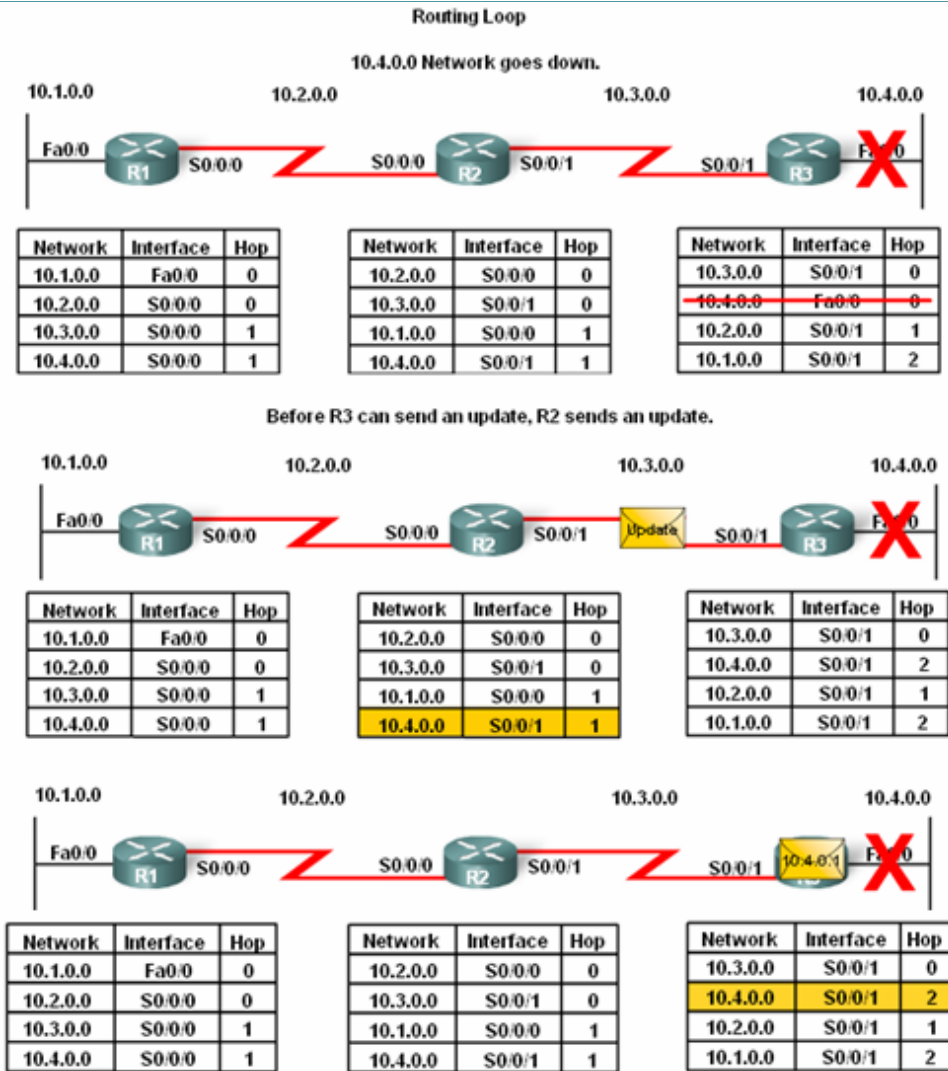 Routing Loop
10.4.0.0 Network goes down.
10.1.0.0 10.2.0.0 10.3.0.0 10.4.0.0
Fa0/0 R1 S0/0/0 S0/0/0 R2 S0/0/1 S0/0/1 R3
Network Interface Hop
10.1.0.0 Fa0/0 0
10.2.0.0 S0/0/0 0
10.3.0.0 S0/0/0 1
10.4.0.0 S0/0/0 1
Network Interface Hop
10.2.0.0 S0/0/0 0
10.3.0.0 S0/0/1 0
10.1.0.0 S0/0/0 1
10.4.0.0 S0/0/1 1
Network Interface Hop
10.3.0.0 S0/0/1 0
10.4.0.0 Fa0/0 0
10.2.0.0 S0/0/1 1
10.1.0.0 S0/0/1 2
Before R3 can send an update, R2 sends an update.
10.1.0.0 10.2.0.0 10.3.0.0 10.4.0.0
Fa0/0 R1 S0/0/0 S0/0/0 R2 S0/0/1 Update S0/0/1 R3
Network Interface Hop
10.1.0.0 Fa0/0 0
10.2.0.0 S0/0/0 0
10.3.0.0 S0/0/0 1
10.4.0.0 S0/0/0 1
Network Interface Hop
10.2.0.0 S0/0/0 0
10.3.0.0 S0/0/1 0
10.1.0.0 S0/0/0 1
10.4.0.0 S0/0/1 1
Network Interface Hop
10.3.0.0 S0/0/1 0
10.4.0.0 S0/0/1 2
10.2.0.0 S0/0/1 1
10.1.0.0 S0/0/1 2
10.1.0.0 10.2.0.0 10.3.0.0 10.4.0.0
Fa0/0 R1 S0/0/0 S0/0/0 R2 S0/0/1 S0/0/1 10.4.0.1
Network Interface Hop
10.1.0.0 Fa0/0 0
10.2.0.0 S0/0/0 0
10.3.0.0 S0/0/0 1
10.4.0.0 S0/0/0 1
Network Interface Hop
10.2.0.0 S0/0/0 0
10.3.0.0 S0/0/1 0
10.1.0.0 S0/0/0 1
10.4.0.0 S0/0/1 1
Network Interface Hop
10.3.0.0 S0/0/1 0
10.4.0.0 S0/0/1 2
10.2.0.0 S0/0/1 1
10.1.0.0 S0/0/1 2